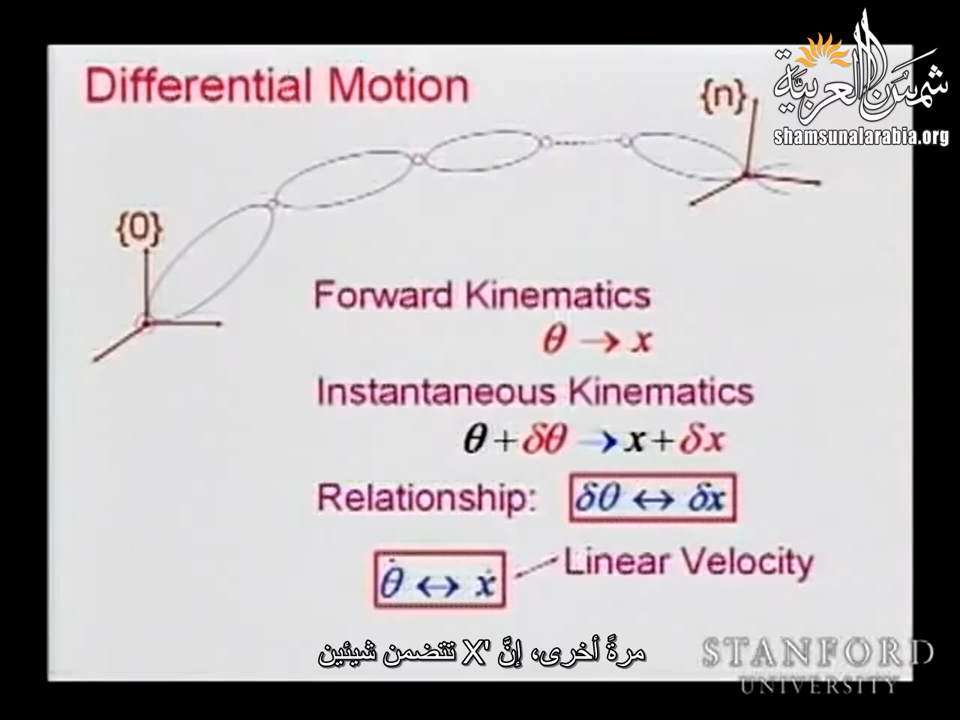 Differential Motion
شمس العربية
shamsunalarabia.org
{n}
{0}
Forward Kinematics
θ → x
Instantaneous Kinematics
θ + δθ → x + δx
Relationship: δθ ↔ δx
θ̇ ↔ ẋ Linear Velocity
مرةً أخرى، إنَّ 'X تتضمن شيئين
STANFORD
UNIVERSITY